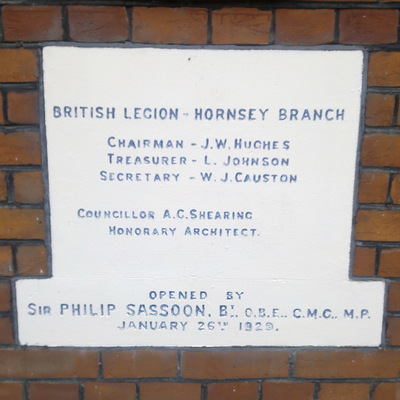 BRITISH LEGION - HORNSEY BRANCH
CHAIRMAN - J.W. HUGHES
TREASURER - L. JOHNSON
SECRETARY - W.J. CAUSTON
COUNCILLOR A.C. SHEARING
HONORARY ARCHITECT.
OPENED BY
SIR PHILIP SASSOON, BT., O.B.E., C.M.G., M.P.
JANUARY 26TH 1929.